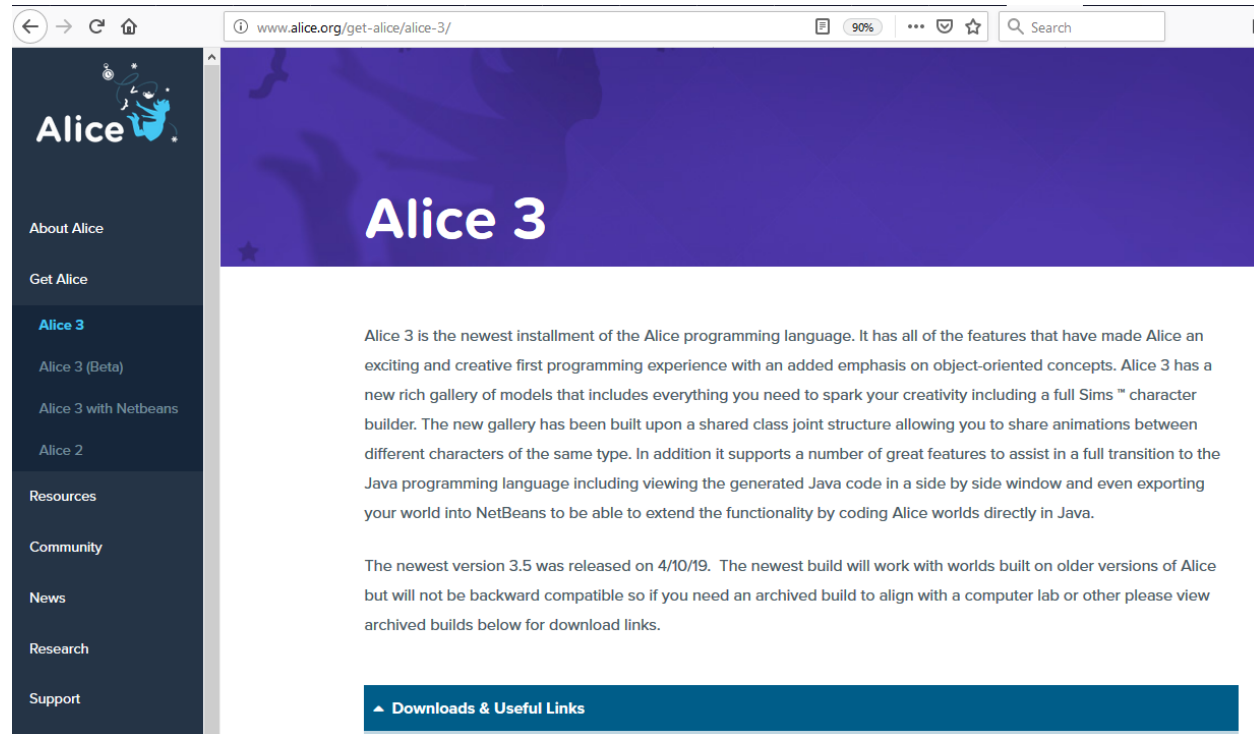 www.alice.org/get-alice/alice-3/
90%
Search
Alice
About Alice
Get Alice
Alice 3
Alice 3 (Beta)
Alice 3 with Netbeans
Alice 2
Resources
Community
News
Research
Support
Alice 3
Alice 3 is the newest installment of the Alice programming language. It has all of the features that have made Alice an
exciting and creative first programming experience with an added emphasis on object-oriented concepts. Alice 3 has a
new rich gallery of models that includes everything you need to spark your creativity including a full Sims ™ character
builder. The new gallery has been built upon a shared class joint structure allowing you to share animations between
different characters of the same type. In addition it supports a number of great features to assist in a full transition to the
Java programming language including viewing the generated Java code in a side by side window and even exporting
your world into NetBeans to be able to extend the functionality by coding Alice worlds directly in Java.
The newest version 3.5 was released on 4/10/19. The newest build will work with worlds built on older versions of Alice
but will not be backward compatible so if you need an archived build to align with a computer lab or other please view
archived builds below for download links.
Downloads & Useful Links